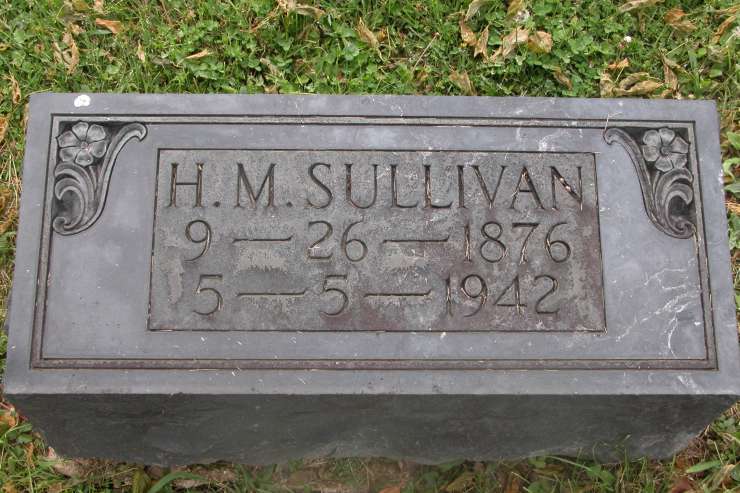 H. M. SULLIVAN
9 — 26 — 1876
5 — 5 — 1942